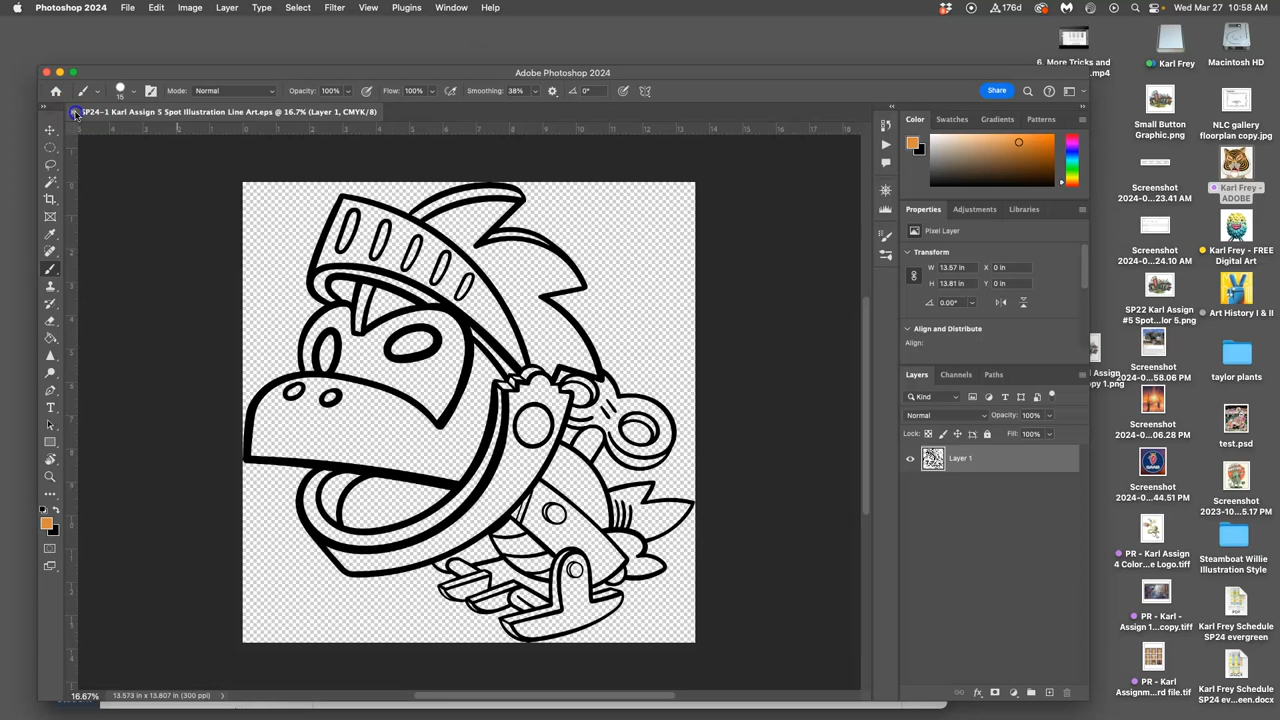 Photoshop 2024 File Edit Image Layer Type Select Filter View Plugins Window Help 176d Wed Mar 27 10:58 AM
Adobe Photoshop 2024
15 Mode: Normal Opacity: 100% Flow: 100% Smoothing: 38% 0° Share
SP24-1 Karl Assign 5 Spot Illustration Line Art.eps @ 16.7% (Layer 1, CMYK/8)
Color Swatches Gradients Patterns
Properties Adjustments Libraries
Pixel Layer
Transform
W 13.57 in X 0 in
H 13.81 in Y 0 in
0.00°
Align and Distribute
Align:
Layers Channels Paths
Kind
Normal Opacity: 100%
Lock: Fill: 100%
Layer 1
16.67% 13.573 in x 13.807 in (300 ppi)
6. More Tricks and
Macintosh HD
Karl Frey
Small Button
Graphic.png
NLC gallery
floorplan copy.jpg
Screenshot
2024-0...23.41 AM
Karl Frey -
ADOBE
Screenshot
2024-0...24.10 AM
Karl Frey - FREE
Digital Art
SP22 Karl Assign
#5 Spot...lor 5.png
Art History I & II
Screenshot
2024-0...58.06 PM
taylor plants
Screenshot
2024-0...06.28 PM
test.psd
Screenshot
2024-0...44.51 PM
Screenshot
2023-10...5.17 PM
PR - Karl Assign
4 Color...e Logo.tiff
Steamboat Willie
Illustration Style
PR - Karl
- Assign 1...copy.tiff
Karl Frey Schedule
SP24 evergreen
PR - Karl
Assignm...rd file.tif
Karl Frey Schedule
SP24 ev...een.docx